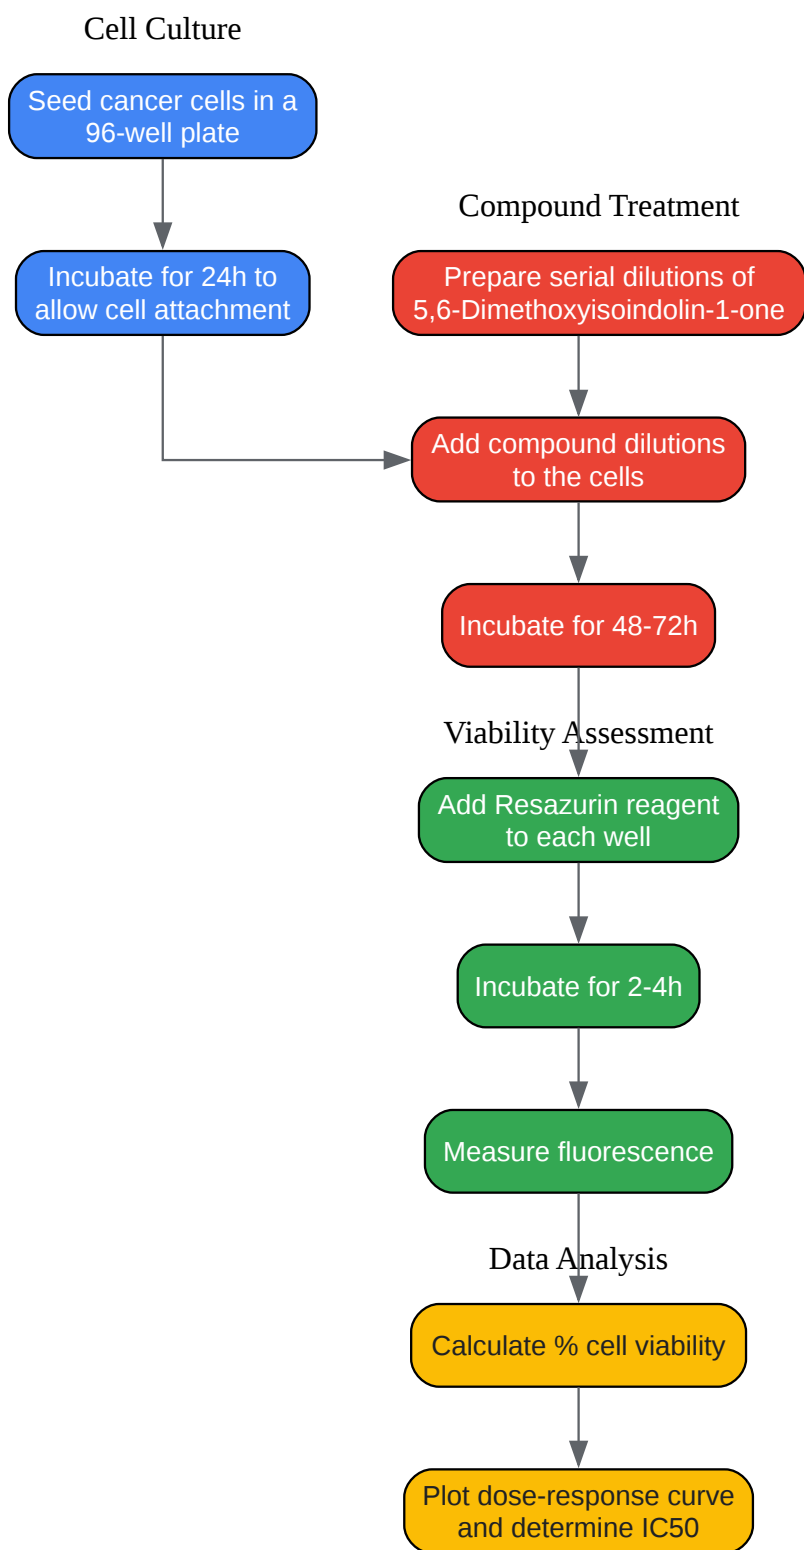 Cell Culture
Seed cancer cells in a
96-well plate
Incubate for 24h to
allow cell attachment
Compound Treatment
Prepare serial dilutions of
5,6-Dimethoxyisoindolin-1-one
Add compound dilutions
to the cells
Incubate for 48-72h
Viability Assessment
Add Resazurin reagent
to each well
Incubate for 2-4h
Measure fluorescence
Data Analysis
Calculate % cell viability
Plot dose-response curve
and determine IC50